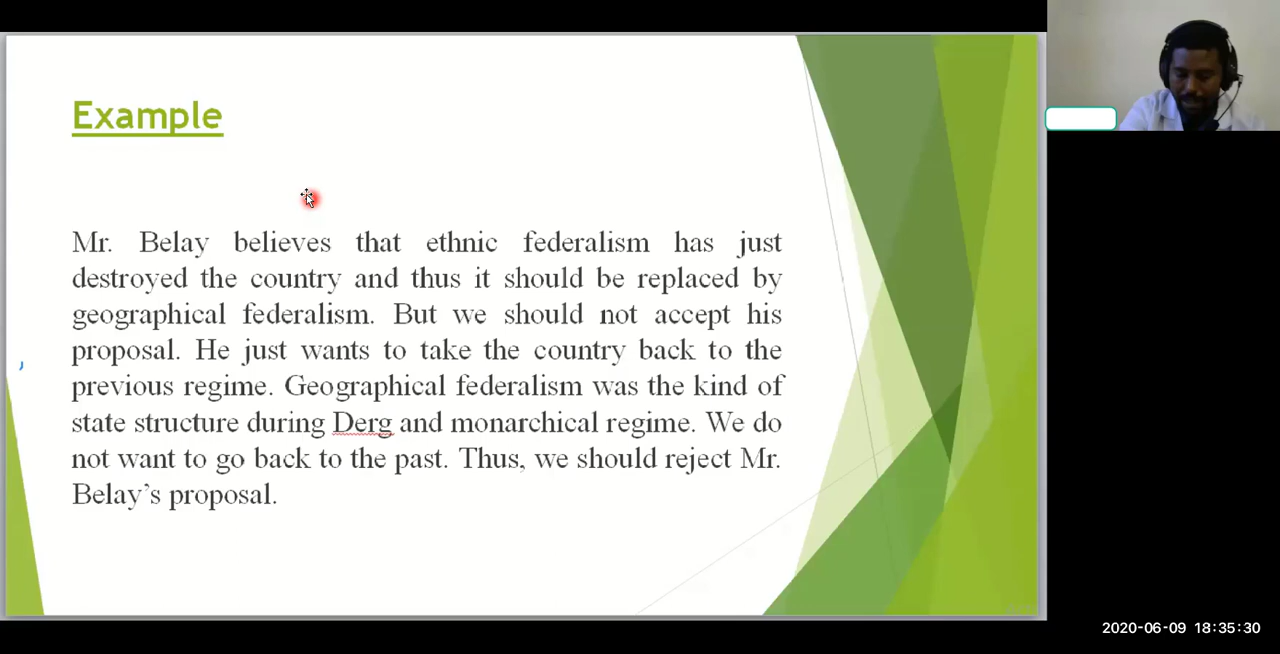 Example
Mr. Belay believes that ethnic federalism has just
destroyed the country and thus it should be replaced by
geographical federalism. But we should not accept his
proposal. He just wants to take the country back to the
previous regime. Geographical federalism was the kind of
state structure during Derg and monarchical regime. We do
not want to go back to the past. Thus, we should reject Mr.
Belay’s proposal.
2020-06-09 18:35:30